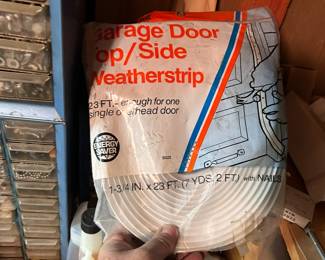 Garage Door
Top/Side
Weatherstrip
23 FT.- enough for one
single overhead door
ENERGY
SAVER
1-3/4 IN. x 23 FT. (7 YDS. 2 FT.) with NAILS